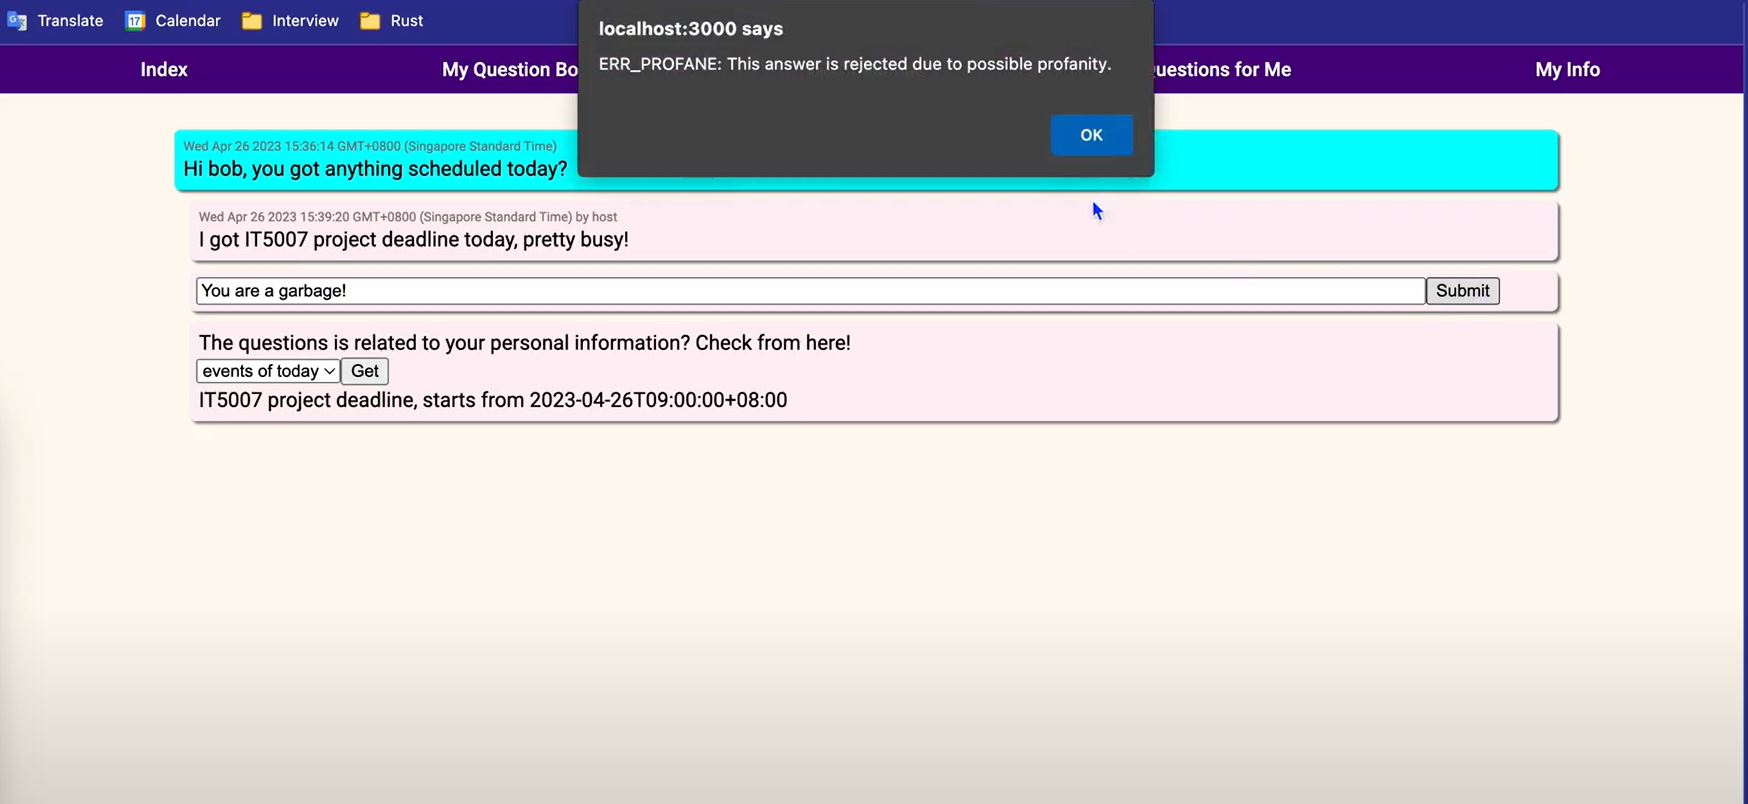 Translate
17
Calendar
Interview
Rust
localhost:3000 says
ERR_PROFANE: This answer is rejected due to possible profanity.
OK
Index
My Question Bo
uestions for Me
My Info
Wed Apr 26 2023 15:36:14 GMT+0800 (Singapore Standard Time)
Hi bob, you got anything scheduled today?
Wed Apr 26 2023 15:39:20 GMT+0800 (Singapore Standard Time) by host
I got IT5007 project deadline today, pretty busy!
You are a garbage!
Submit
The questions is related to your personal information? Check from here!
events of today
Get
IT5007 project deadline, starts from 2023-04-26T09:00:00+08:00